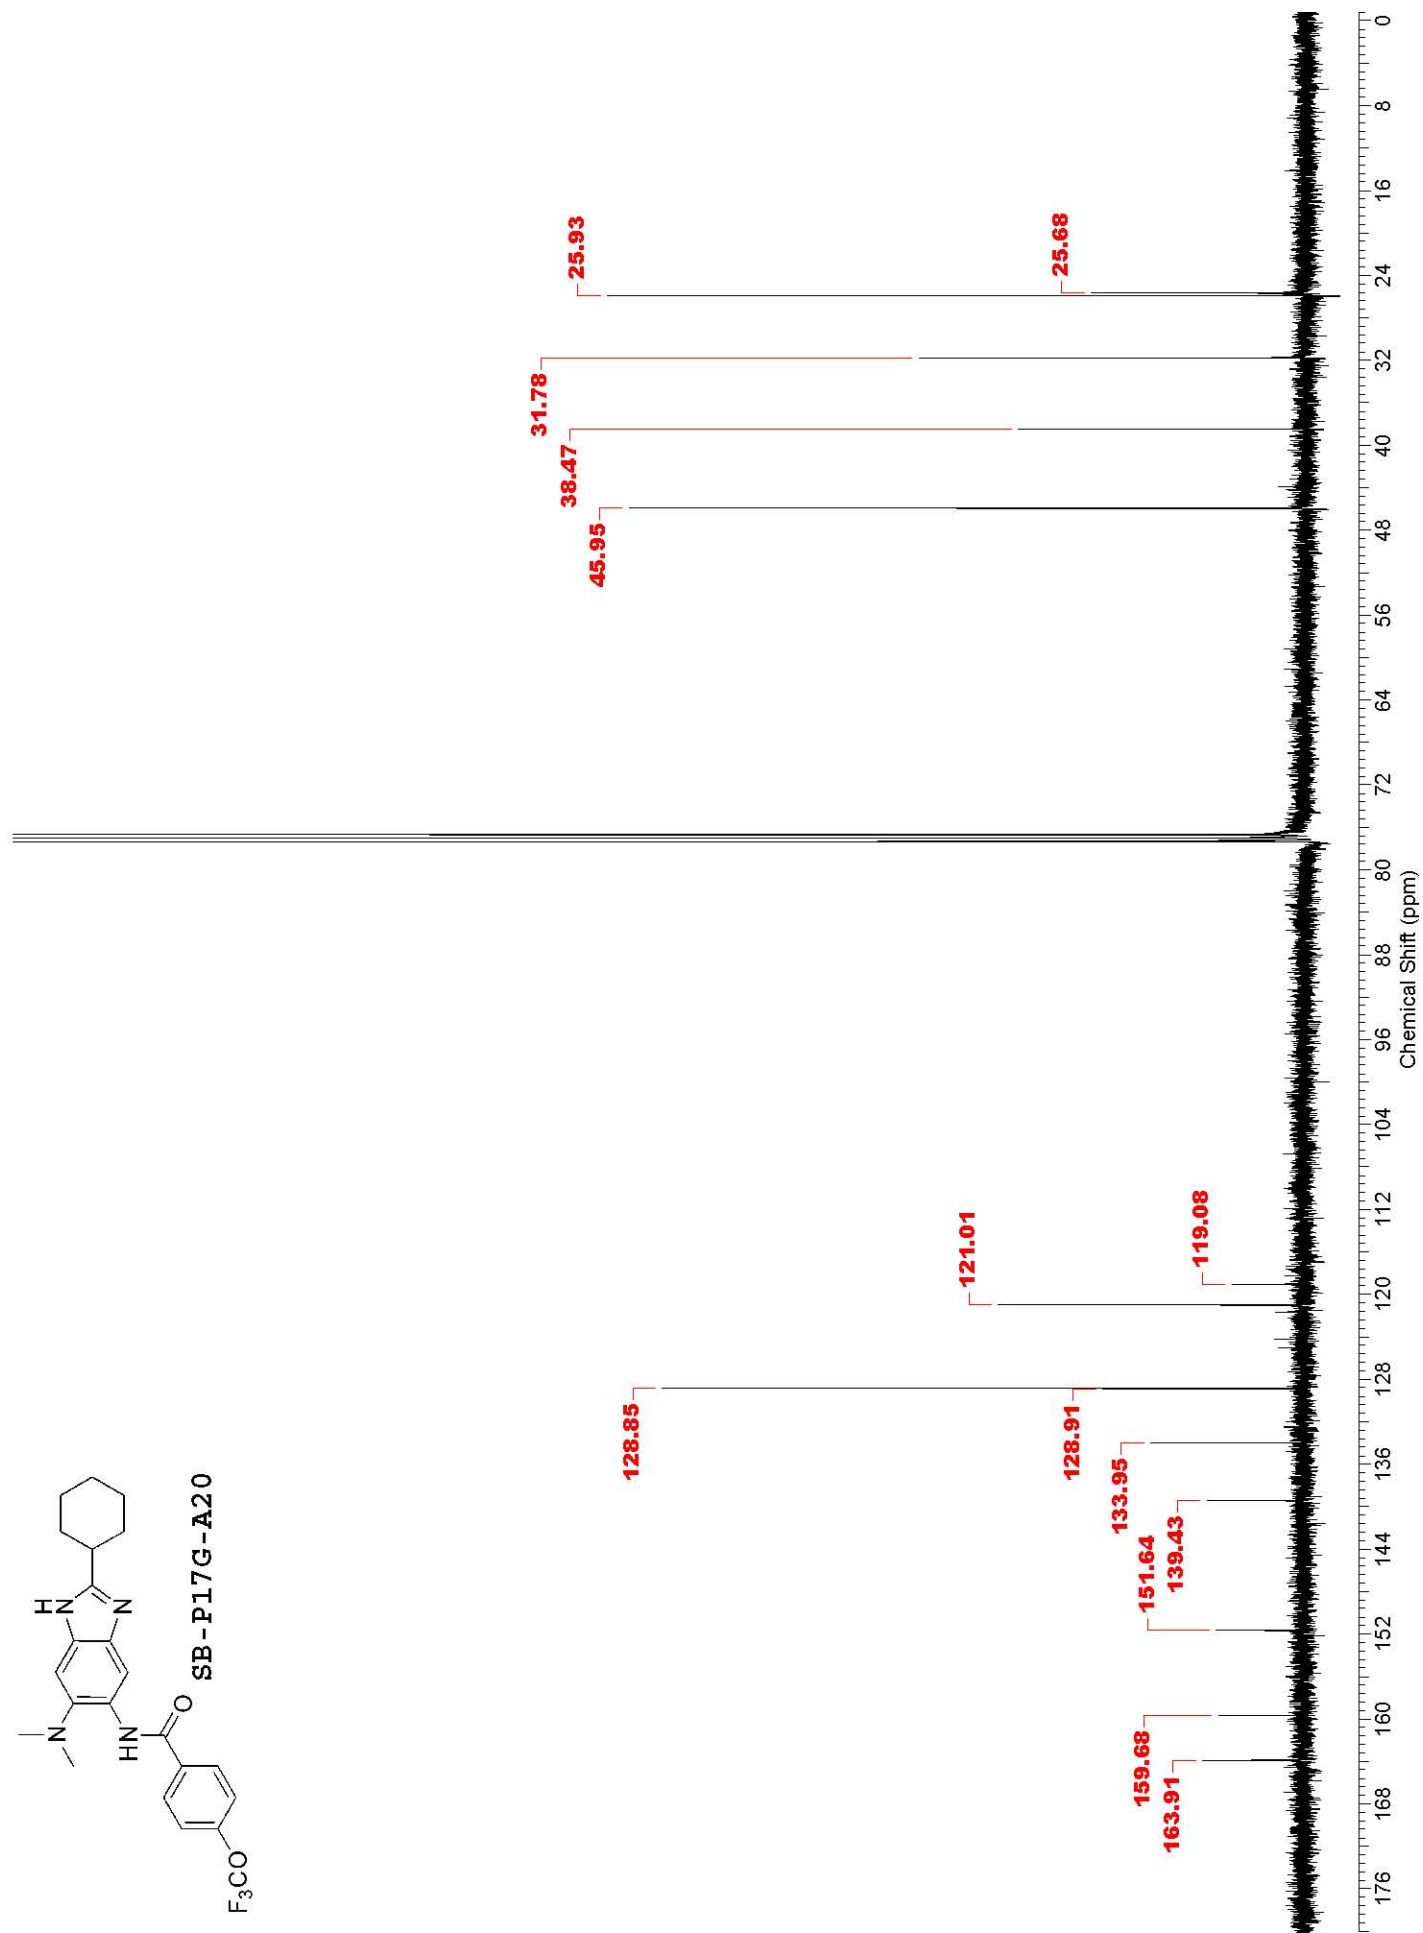 H
N
N
N
HN
O
F3CO
SB-P17G-A20
163.91
159.68
151.64
139.43
133.95
128.91
128.85
121.01
119.08
45.95
38.47
31.78
25.93
25.68
176 168 160 152 144 136 128 120 112 104 96 88 80 72 64 56 48 40 32 24 16 8 0
Chemical Shift (ppm)